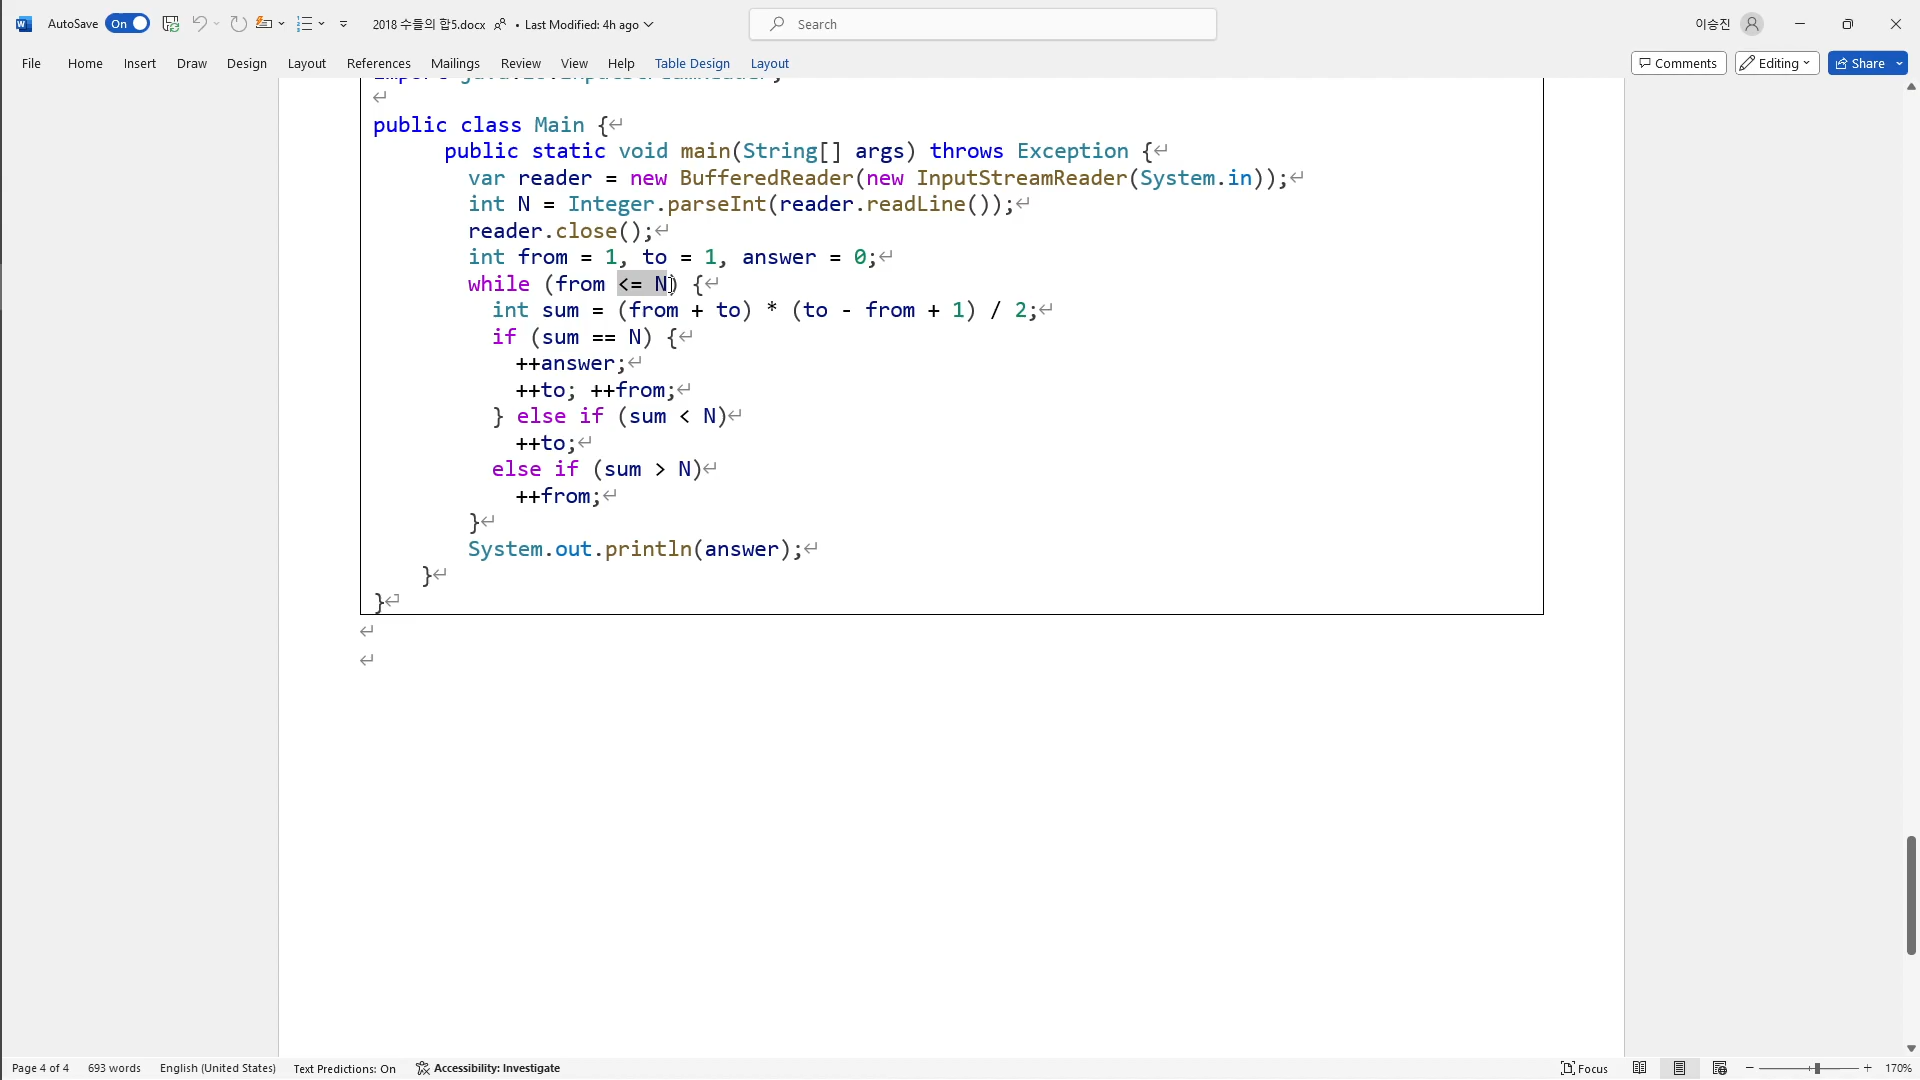 AutoSave On 2018 수들의 합5.docx • Last Modified: 4h ago Search 이승진
File Home Insert Draw Design Layout References Mailings Review View Help Table Design Layout Comments Editing Share
import java.io.InputStreamReader;
public class Main {
public static void main(String[] args) throws Exception {
var reader = new BufferedReader(new InputStreamReader(System.in));
int N = Integer.parseInt(reader.readLine());
reader.close();
int from = 1, to = 1, answer = 0;
while (from <= N) {
int sum = (from + to) * (to - from + 1) / 2;
if (sum == N) {
++answer;
++to; ++from;
} else if (sum < N)
++to;
else if (sum > N)
++from;
}
System.out.println(answer);
}
}
Page 4 of 4 693 words English (United States) Text Predictions: On Accessibility: Investigate Focus 170%